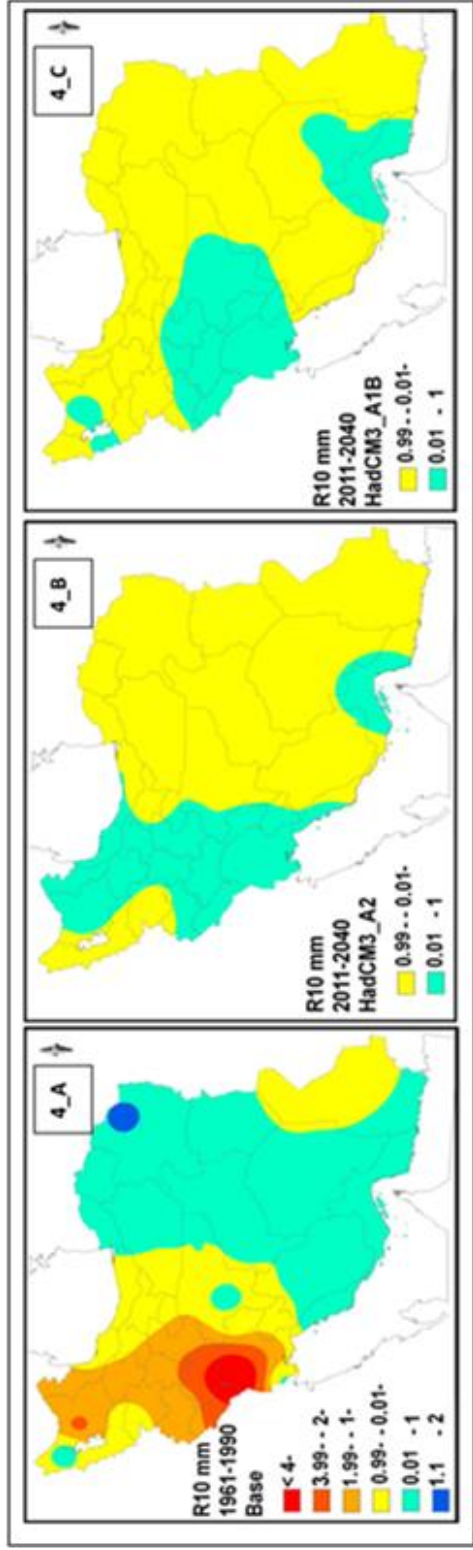 4_A
R10 mm
1961-1990
Base
< 4-
3.99- - 2-
1.99- - 1-
0.99- - 0.01-
0.01 - 1
1.1 - 2
4_B
R10 mm
2011-2040
HadCM3_A2
0.99- - 0.01-
0.01 - 1
4_C
R10 mm
2011-2040
HadCM3_A1B
0.99- - 0.01-
0.01 - 1